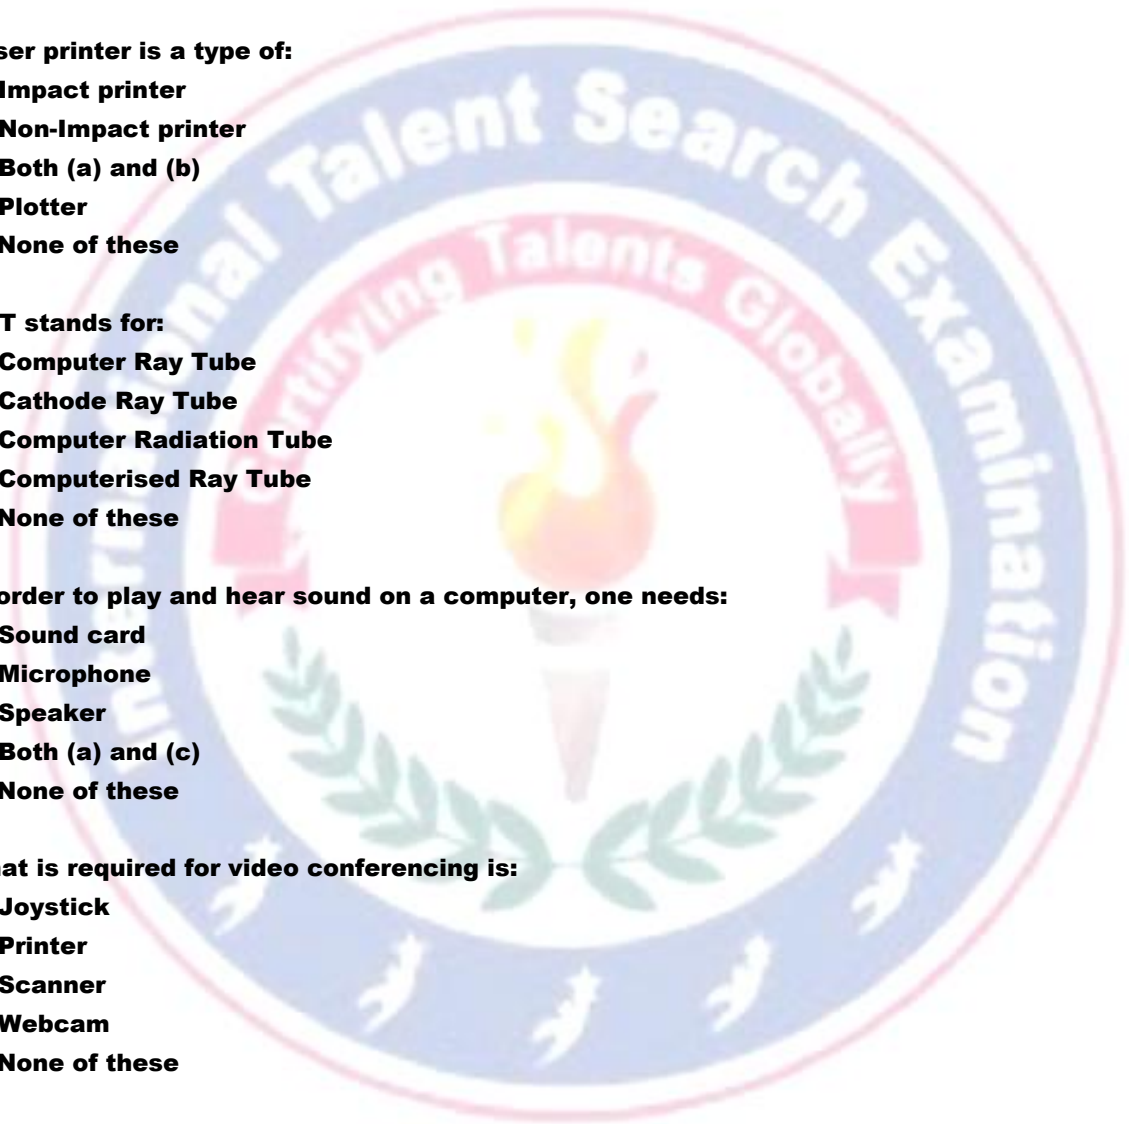 ser printer is a type of:
Impact printer
Non-Impact printer
Both (a) and (b)
Plotter
None of these
T stands for:
Computer Ray Tube
Cathode Ray Tube
Computer Radiation Tube
Computerised Ray Tube
None of these
order to play and hear sound on a computer, one needs:
Sound card
Microphone
Speaker
Both (a) and (c)
None of these
at is required for video conferencing is:
Joystick
Printer
Scanner
Webcam
None of these
International Talent Search Examination
Certifying Talents Globally